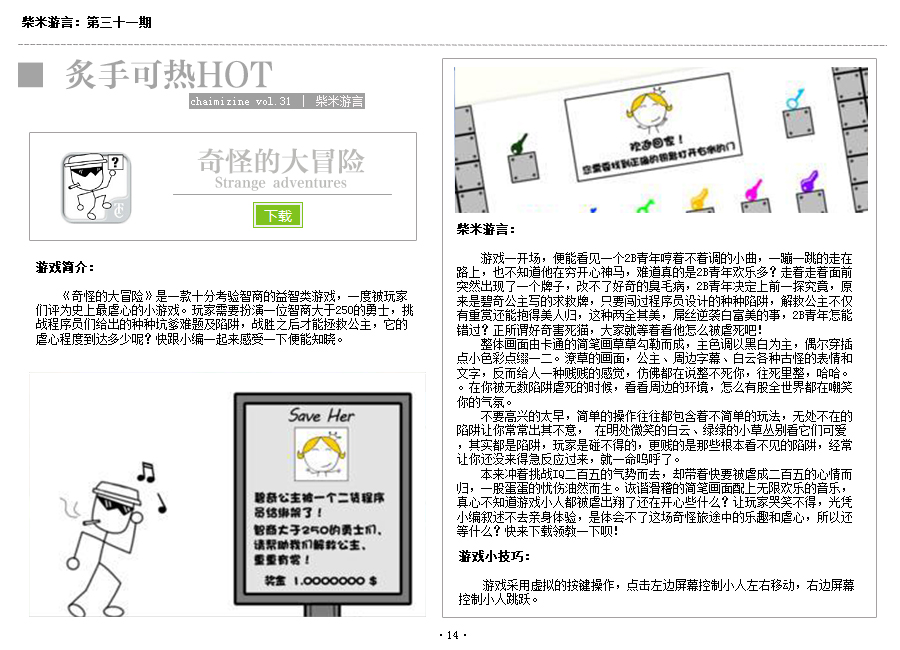 柴米游言：第三十一期
炙手可热HOT
chaimizine vol.31 | 柴米游言
奇怪的大冒险
Strange adventures
下载
游戏简介：
《奇怪的大冒险》是一款十分考验智商的益智类游戏，一度被玩家
们评为史上最虐心的小游戏。玩家需要扮演一位智商大于250的勇士，挑
战程序员们给出的种种坑爹难题及陷阱，战胜之后才能拯救公主，它的
虐心程度到达多少呢？快跟小编一起来感受一下便能知晓。
Save Her
碧奇公主被一个二货程序
员给绑架了！
智商大于250的勇士们、
请帮助我们解救公主、
重重有赏！
奖金 1.0000000 $
欢迎回家！
您需要找到正确的钥匙打开右侧的门
柴米游言：
游戏一开场，便能看见一个2B青年哼着不着调的小曲，一蹦一跳的走在
路上，也不知道他在穷开心神马，难道真的是2B青年欢乐多？走着走着面前
突然出现了一个牌子，改不了好奇的臭毛病，2B青年决定上前一探究竟，原
来是碧奇公主写的求救牌，只要闯过程序员设计的种种陷阱，解救公主不仅
有重赏还能抱得美人归，这种两全其美，屌丝逆袭白富美的事，2B青年怎能
错过？正所谓好奇害死猫，大家就等着看他怎么被虐死吧！
整体画面由卡通的简笔画草草勾勒而成，主色调以黑白为主，偶尔穿插
点小色彩点缀一二。潦草的画面，公主、周边字幕、白云各种古怪的表情和
文字，反而给人一种贱贱的感觉，仿佛都在说整不死你，往死里整，哈哈。
。在你被无数陷阱虐死的时候，看看周边的环境，怎么有股全世界都在嘲笑
你的气氛。
不要高兴的太早，简单的操作往往都包含着不简单的玩法，无处不在的
陷阱让你常常出其不意， 在明处微笑的白云、绿绿的小草丛别看它们可爱
，其实都是陷阱，玩家是碰不得的，更贱的是那些根本看不见的陷阱，经常
让你还没来得急反应过来，就一命呜呼了。
本来冲着挑战IQ二百五的气势而去，却带着快要被虐成二百五的心情而
归，一股蛋蛋的忧伤油然而生。诙谐滑稽的简笔画面配上无限欢乐的音乐，
真心不知道游戏小人都被虐出翔了还在开心些什么？让玩家哭笑不得，光凭
小编叙述不去亲身体验，是体会不了这场奇怪旅途中的乐趣和虐心，所以还
等什么？快来下载领教一下呗！
游戏小技巧：
游戏采用虚拟的按键操作，点击左边屏幕控制小人左右移动，右边屏幕
控制小人跳跃。
· 14 ·